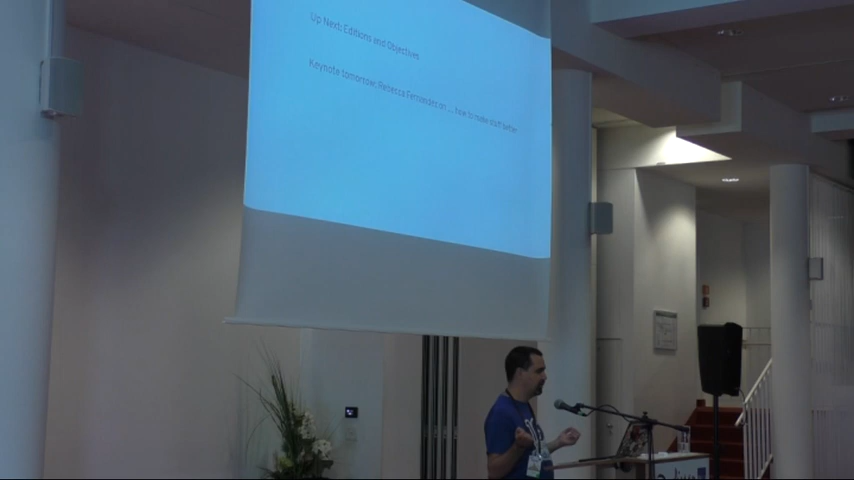 Up Next: Editions and Objectives
Keynote tomorrow: Rebecca Fernandez on ... how to make stuff better